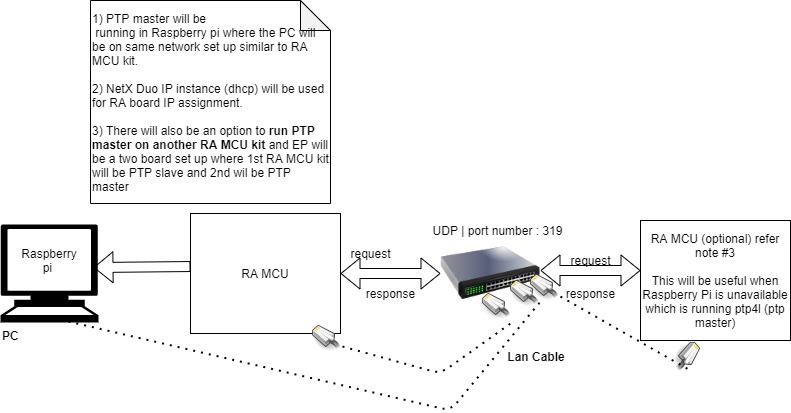 1) PTP master will be
running in Raspberry pi where the PC will
be on same network set up similar to RA
MCU kit.
2) NetX Duo IP instance (dhcp) will be used
for RA board IP assignment.
3) There will also be an option to run PTP
master on another RA MCU kit and EP will
be a two board set up where 1st RA MCU kit
will be PTP slave and 2nd wil be PTP
master
Raspberry
pi
PC
RA MCU
request
response
UDP | port number : 319
Lan Cable
request
response
RA MCU (optional) refer
note #3
This will be useful when
Raspberry Pi is unavailable
which is running ptp4l (ptp
master)